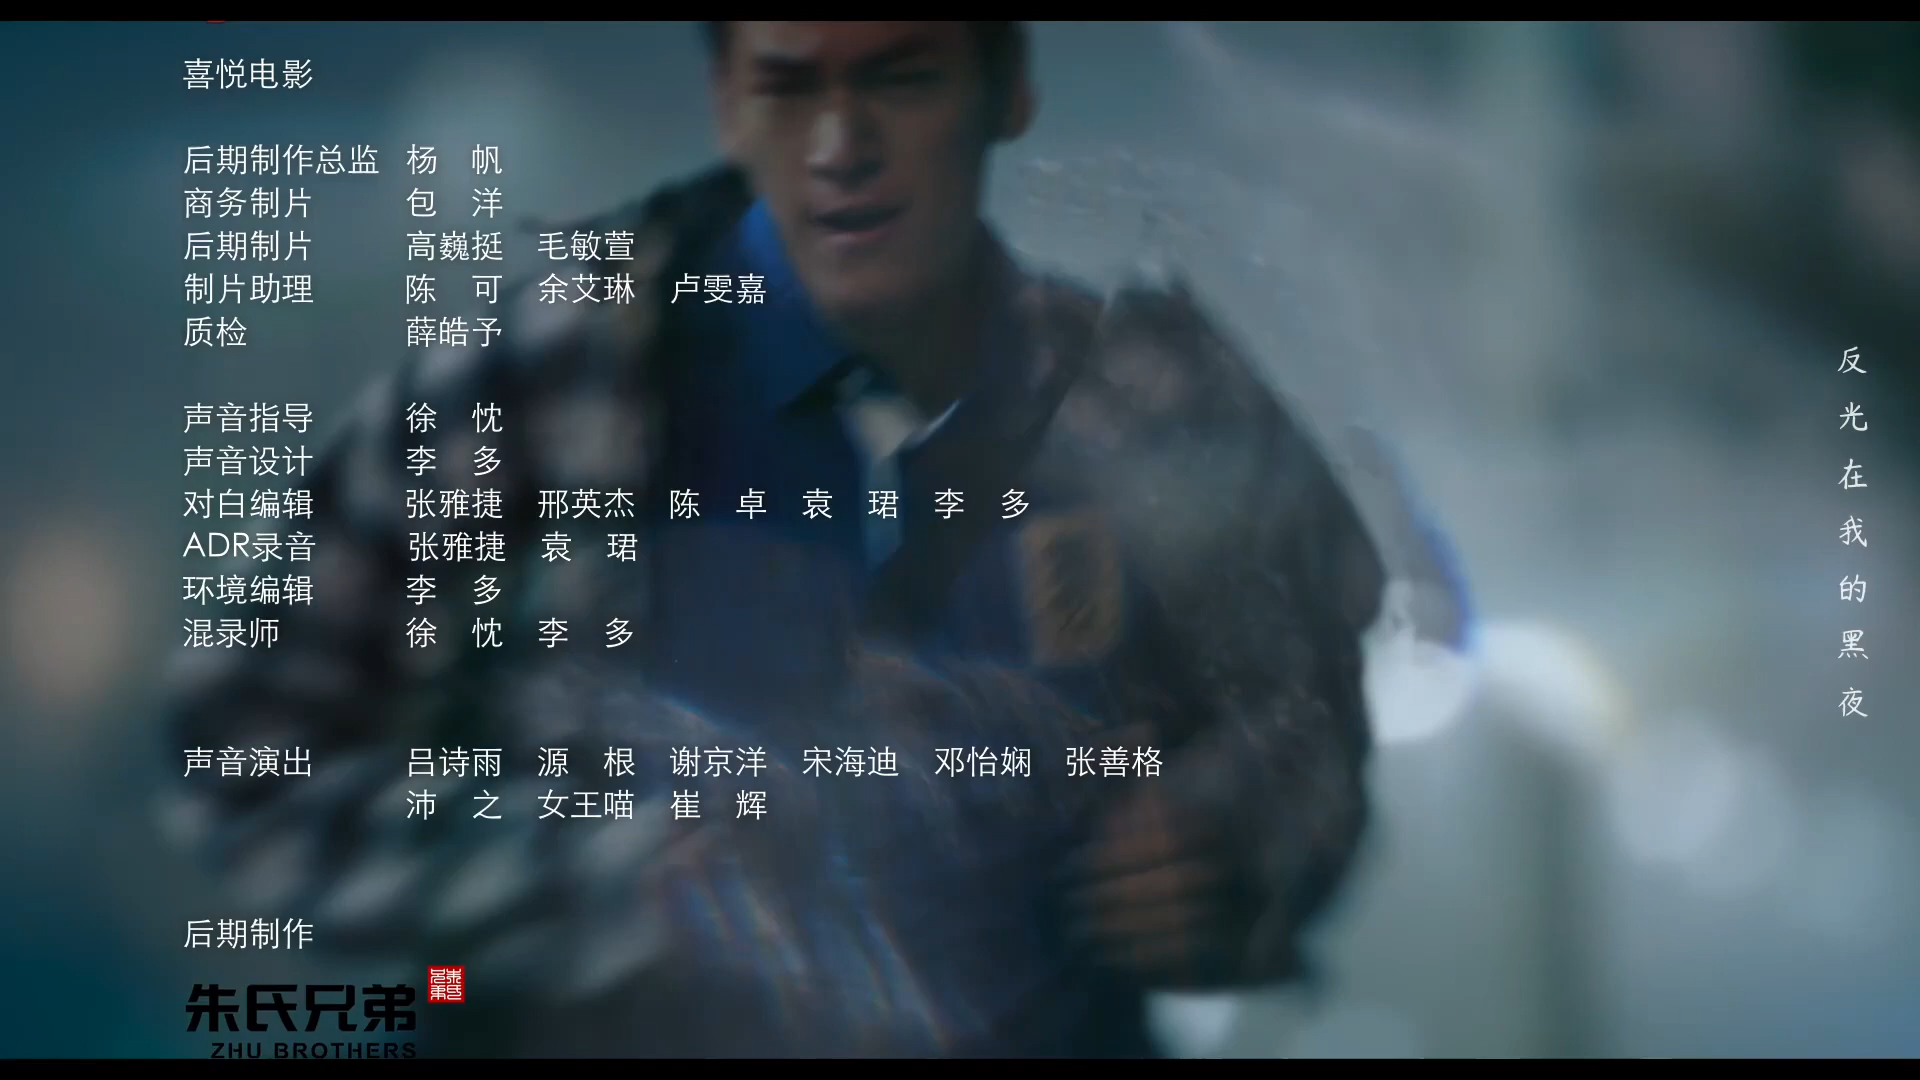 喜悦电影
后期制作总监 杨　帆
商务制片 包　洋
后期制片 高巍挺　毛敏萱
制片助理 陈　可　余艾琳　卢雯嘉
质检 薛皓予
声音指导 徐　忱
声音设计 李　多
对白编辑 张雅捷　邢英杰　陈　卓　袁　珺　李　多
ADR录音 张雅捷　袁　珺
环境编辑 李　多
混录师 徐　忱　李　多
声音演出 吕诗雨　源　根　谢京洋　宋海迪　邓怡娴　张善格
沛　之　女王喵　崔　辉
后期制作
朱氏兄弟
朱氏兄弟
ZHU BROTHERS
反光在我的黑夜